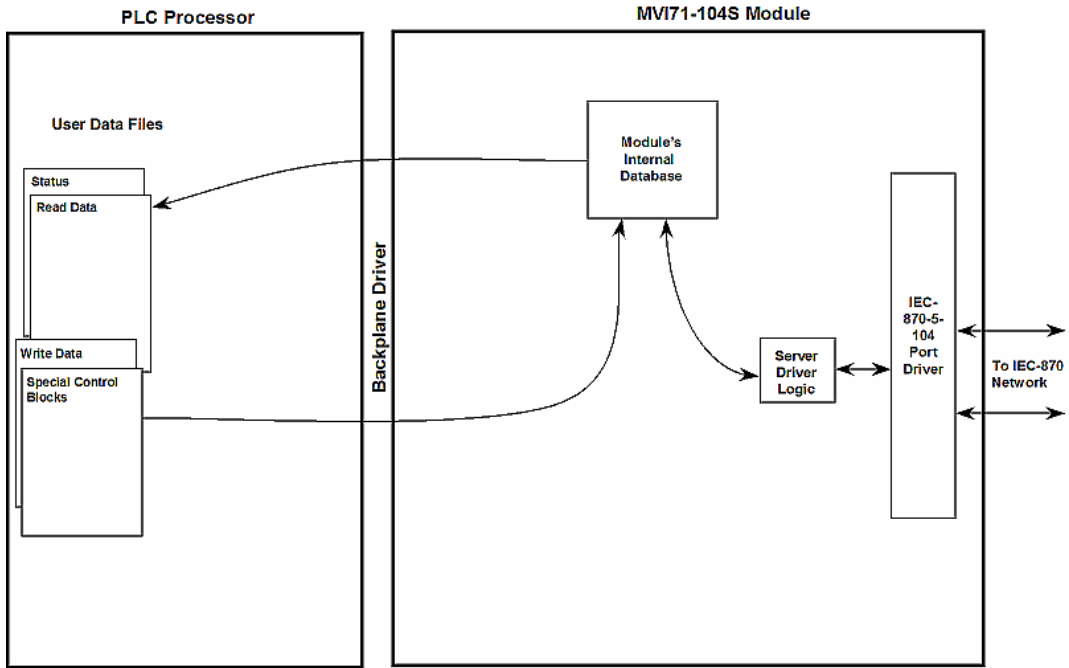 PLC Processor
MVI71-104S Module
User Data Files
Status
Read Data
Write Data
Special Control
Blocks
Backplane Driver
Module's
Internal
Database
Server
Driver
Logic
IEC-
870-5-
104
Port
Driver
To IEC-870
Network